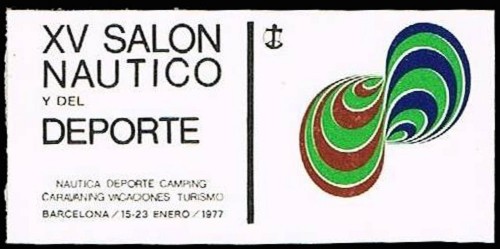 XV SALON
NAUTICO
Y DEL
DEPORTE
NAUTICA DEPORTE CAMPING
CARAVANING VACACIONES TURISMO
BARCELONA / 15-23 ENERO / 1977